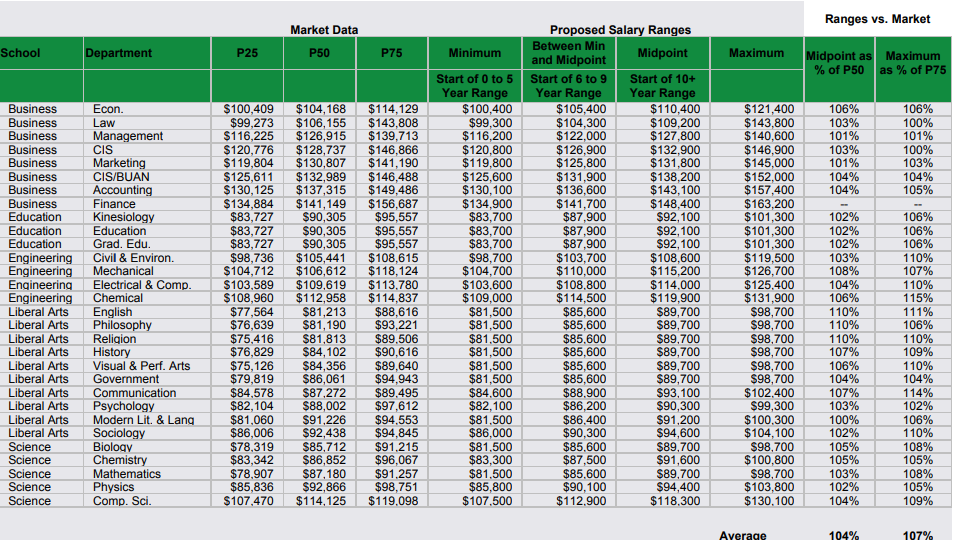 Ranges vs. Market
Market Data Proposed Salary Ranges
School Department P25 P50 P75 Minimum Between Min and Midpoint Midpoint Maximum Midpoint as % of P50 Maximum as % of P75
Start of 0 to 5 Year Range Start of 6 to 9 Year Range Start of 10+ Year Range
Business Econ. $100,409 $104,168 $114,129 $100,400 $105,400 $110,400 $121,400 106% 106%
Business Law $99,273 $106,155 $143,808 $99,300 $104,300 $109,200 $143,800 103% 100%
Business Management $116,225 $126,915 $139,713 $116,200 $122,000 $127,800 $140,600 101% 101%
Business CIS $120,776 $128,737 $146,866 $120,800 $126,900 $132,900 $146,900 103% 100%
Business Marketing $119,804 $130,807 $141,190 $119,800 $125,800 $131,800 $145,000 101% 103%
Business CIS/BUAN $125,611 $132,989 $146,488 $125,600 $131,900 $138,200 $152,000 104% 104%
Business Accounting $130,125 $137,315 $149,486 $130,100 $136,600 $143,100 $157,400 104% 105%
Business Finance $134,884 $141,149 $156,687 $134,900 $141,700 $148,400 $163,200 -- --
Education Kinesiology $83,727 $90,305 $95,557 $83,700 $87,900 $92,100 $101,300 102% 106%
Education Education $83,727 $90,305 $95,557 $83,700 $87,900 $92,100 $101,300 102% 106%
Education Grad. Edu. $83,727 $90,305 $95,557 $83,700 $87,900 $92,100 $101,300 102% 106%
Engineering Civil & Environ. $98,736 $105,441 $108,615 $98,700 $103,700 $108,600 $119,500 103% 110%
Engineering Mechanical $104,712 $106,612 $118,124 $104,700 $110,000 $115,200 $126,700 108% 107%
Engineering Electrical & Comp. $103,589 $109,619 $113,780 $103,600 $108,800 $114,000 $125,400 104% 110%
Engineering Chemical $108,960 $112,958 $114,837 $109,000 $114,500 $119,900 $131,900 106% 115%
Liberal Arts English $77,564 $81,213 $88,616 $81,500 $85,600 $89,700 $98,700 110% 111%
Liberal Arts Philosophy $76,639 $81,190 $93,221 $81,500 $85,600 $89,700 $98,700 110% 106%
Liberal Arts Religion $75,416 $81,813 $89,506 $81,500 $85,600 $89,700 $98,700 110% 110%
Liberal Arts History $76,829 $84,102 $90,616 $81,500 $85,600 $89,700 $98,700 107% 109%
Liberal Arts Visual & Perf. Arts $75,126 $84,356 $89,640 $81,500 $85,600 $89,700 $98,700 106% 110%
Liberal Arts Government $79,819 $86,061 $94,943 $81,500 $85,600 $89,700 $98,700 104% 104%
Liberal Arts Communication $84,578 $87,272 $89,495 $84,600 $88,900 $93,100 $102,400 107% 114%
Liberal Arts Psychology $82,104 $88,002 $97,612 $82,100 $86,200 $90,300 $99,300 103% 102%
Liberal Arts Modern Lit. & Lang $81,060 $91,226 $94,553 $81,500 $86,400 $91,200 $100,300 100% 106%
Liberal Arts Sociology $86,006 $92,438 $94,845 $86,000 $90,300 $94,600 $104,100 102% 110%
Science Biology $78,319 $85,712 $91,215 $81,500 $85,600 $89,700 $98,700 105% 108%
Science Chemistry $83,342 $86,852 $96,067 $83,300 $87,500 $91,600 $100,800 105% 105%
Science Mathematics $78,907 $87,180 $91,257 $81,500 $85,600 $89,700 $98,700 103% 108%
Science Physics $85,836 $92,866 $98,751 $85,800 $90,100 $94,400 $103,800 102% 105%
Science Comp. Sci. $107,470 $114,125 $119,098 $107,500 $112,900 $118,300 $130,100 104% 109%
Average 104% 107%